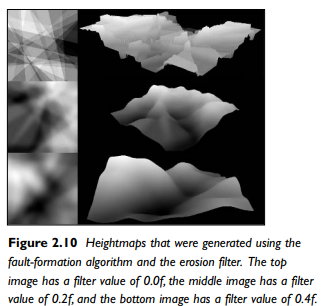 Figure 2.10 Heightmaps that were generated using the
fault-formation algorithm and the erosion filter. The top
image has a filter value of 0.0f, the middle image has a filter
value of 0.2f, and the bottom image has a filter value of 0.4f.